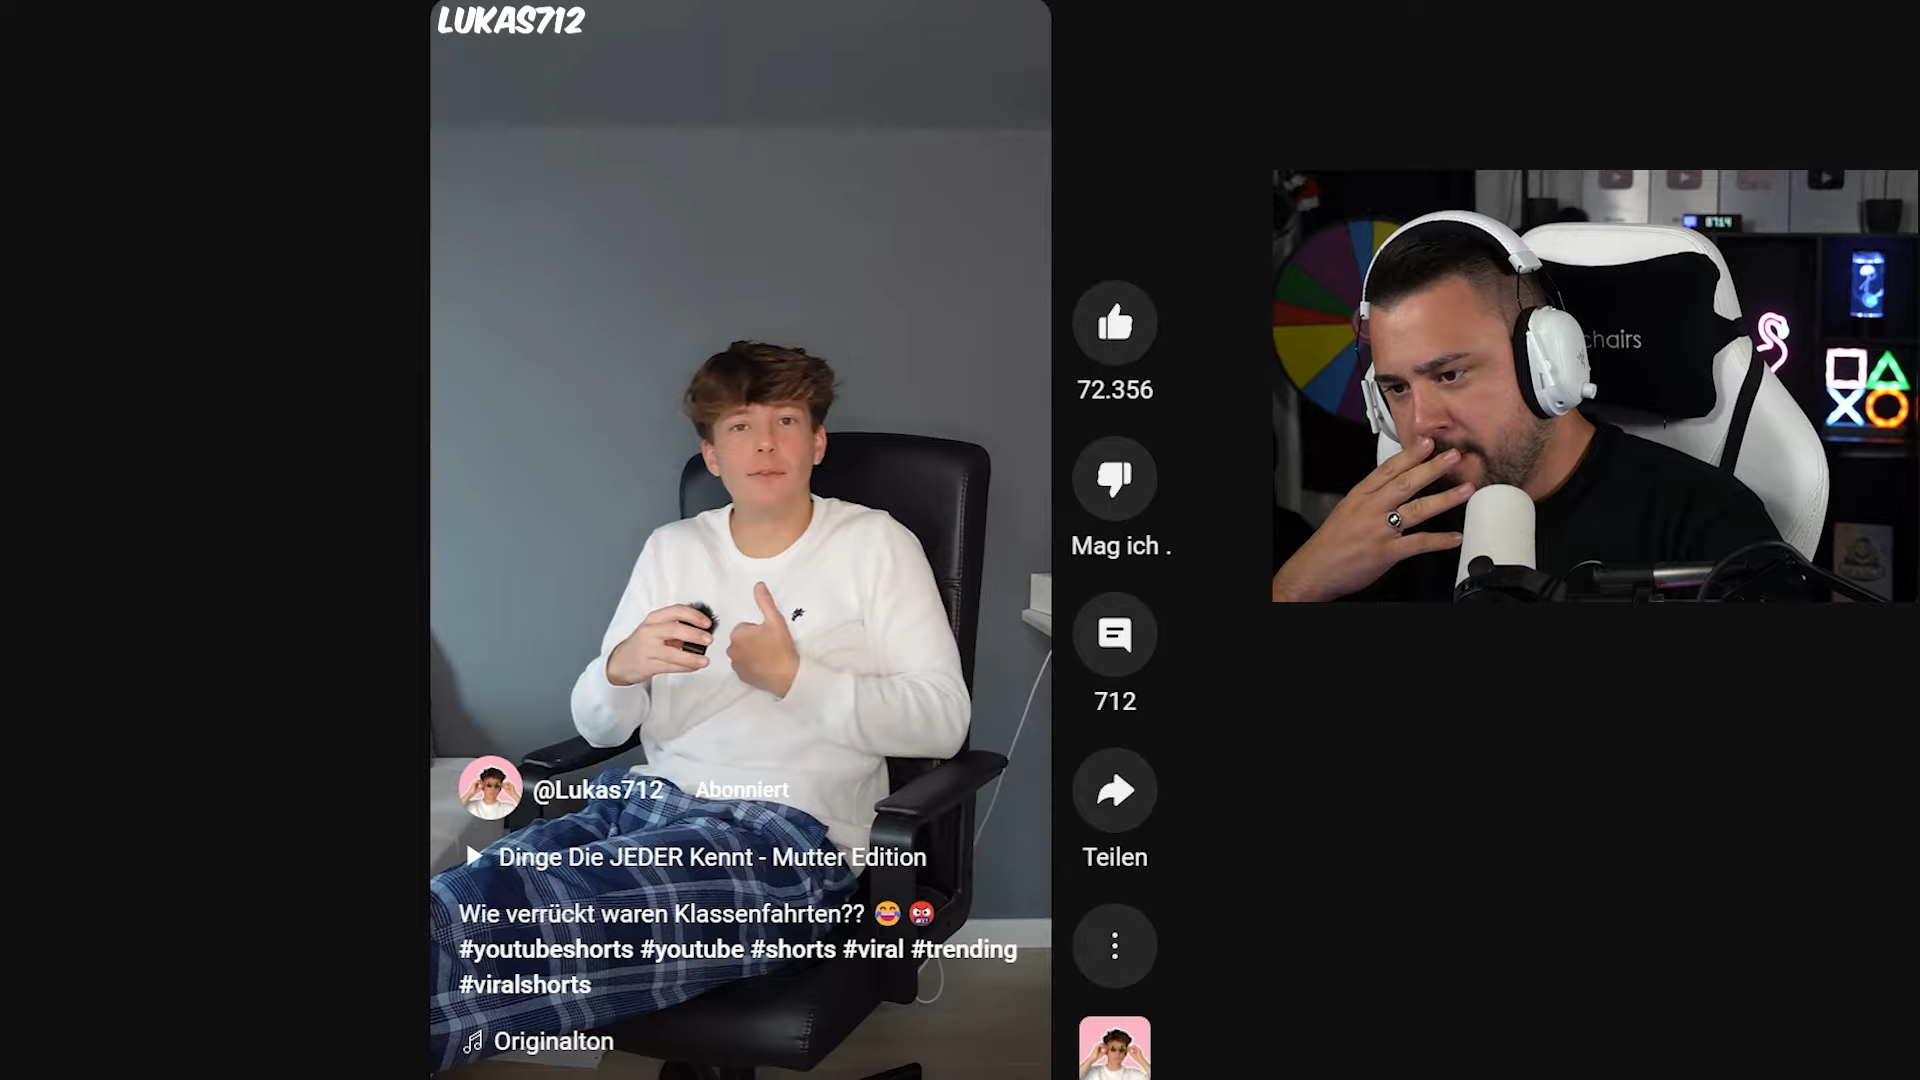 LUKAS712
chairs
72.356
Mag ich .
712
@Lukas712 Abonniert
Dinge Die JEDER Kennt - Mutter Edition
Teilen
Wie verrückt waren Klassenfahrten?? 😂 🤬
#youtubeshorts #youtube #shorts #viral #trending
#viralshorts
Originalton